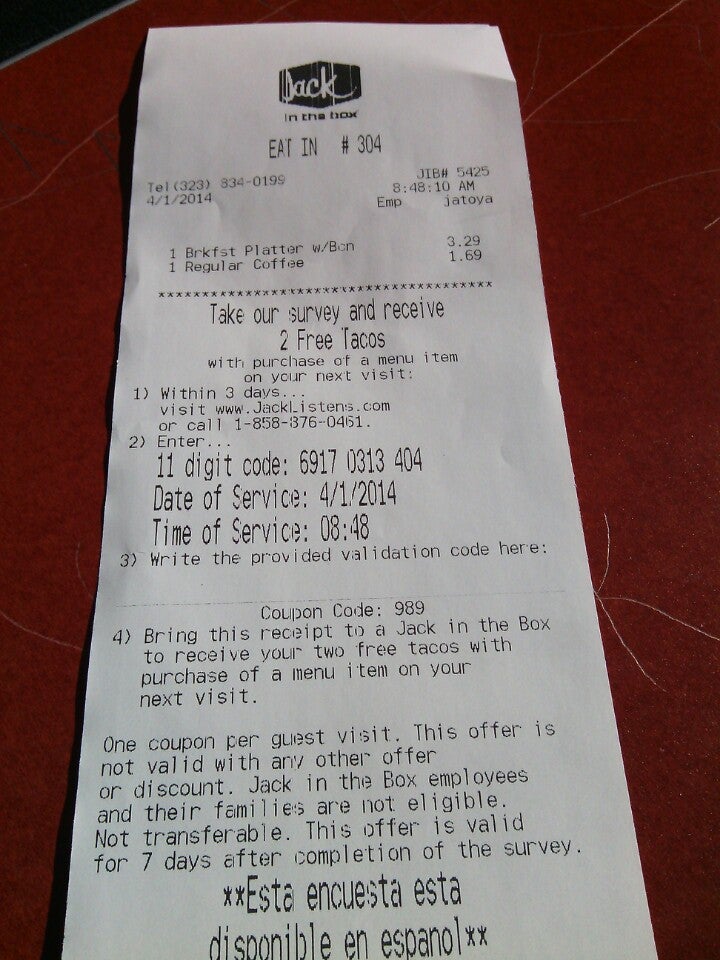 Jack
in the box
EAT IN # 304
JIB# 5425
Tel(323) 834-0199 8:48:10 AM
4/1/2014 Emp jatoya
1 Brkfst Platter w/Bcn 3.29
1 Regular Coffee 1.69
****************************************
Take our survey and receive
2 Free Tacos
with purchase of a menu item
on your next visit:
1) Within 3 days...
visit www.JackListens.com
or call 1-858-876-0461.
2) Enter...
11 digit code: 6917 0313 404
Date of Service: 4/1/2014
Time of Service: 08:48
3) Write the provided validation code here:
Coupon Code: 989
4) Bring this receipt to a Jack in the Box
to receive your two free tacos with
purchase of a menu item on your
next visit.
One coupon per guest visit. This offer is
not valid with any other offer
or discount. Jack in the Box employees
and their families are not eligible.
Not transferable. This offer is valid
for 7 days after completion of the survey.
**Esta encuesta esta
disponible en espanol**